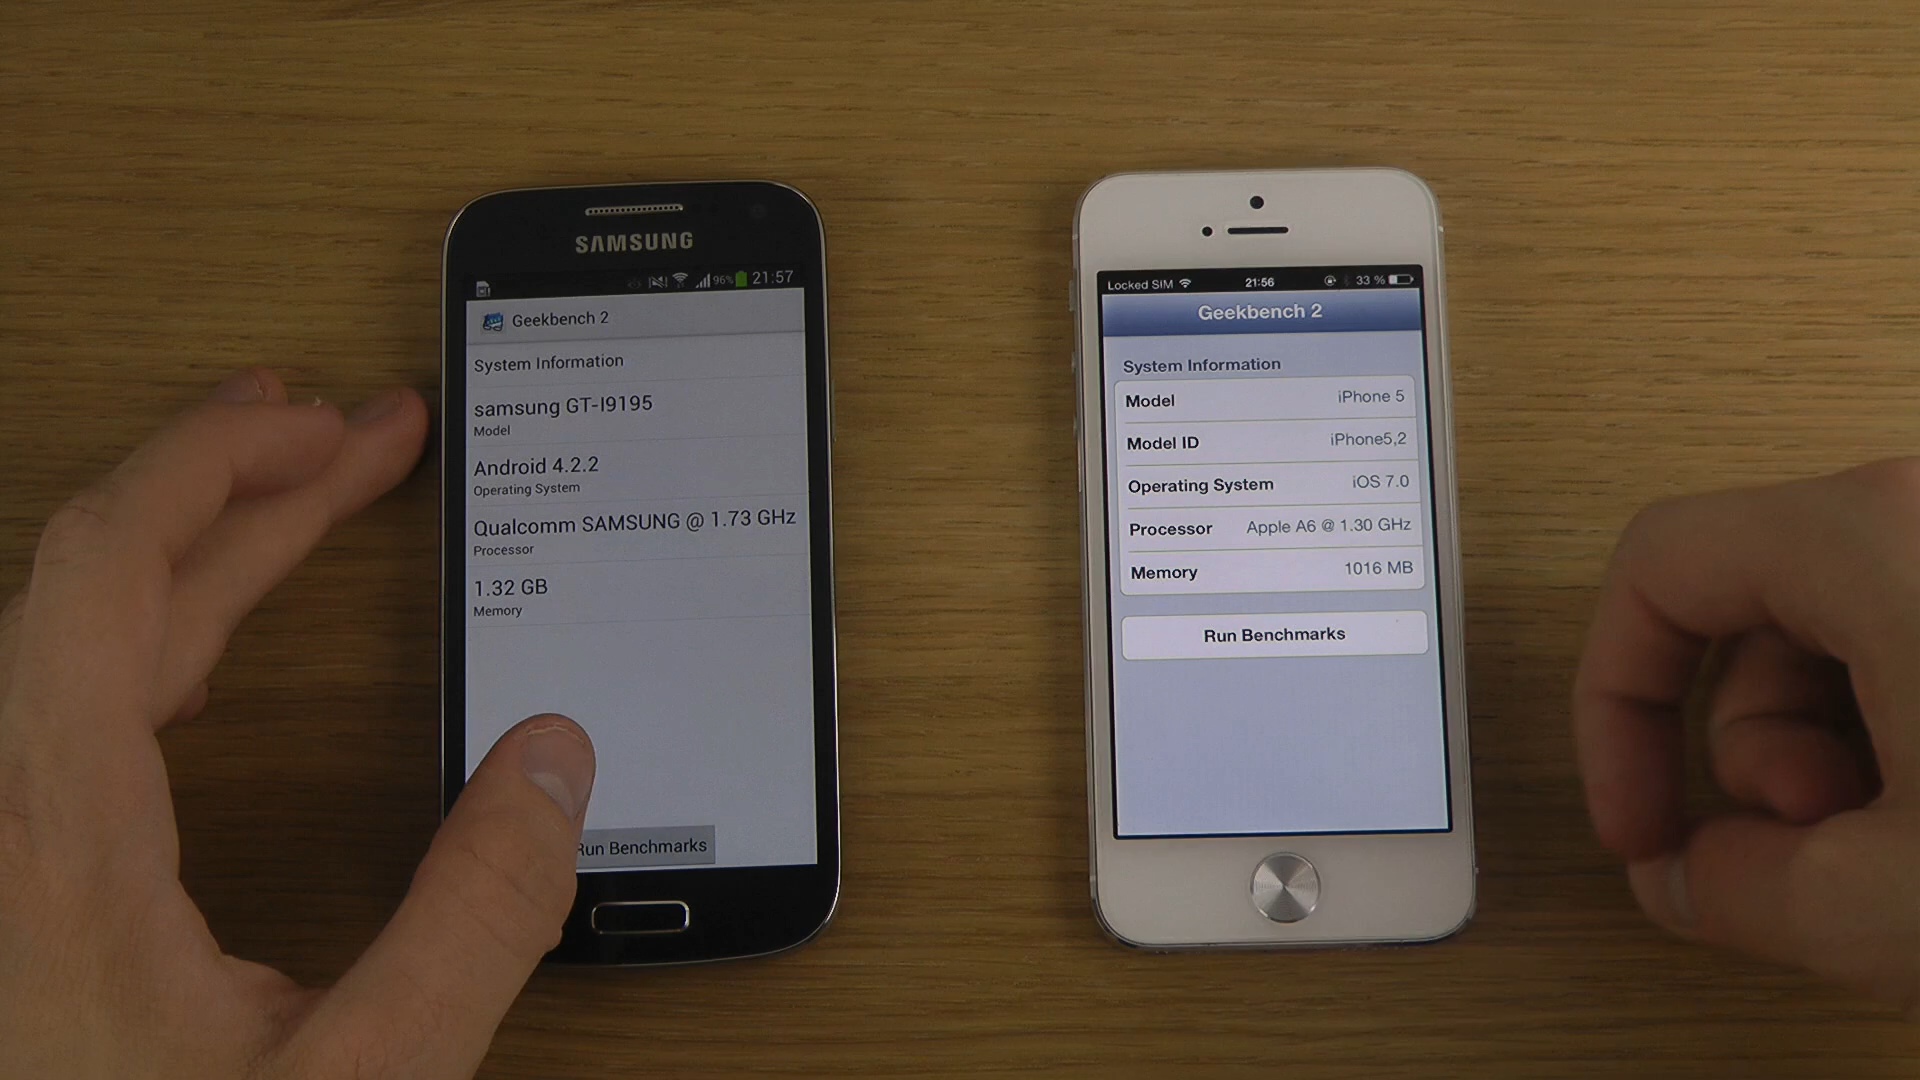 SAMSUNG
96% 21:57
Geekbench 2
System Information
samsung GT-I9195
Model
Android 4.2.2
Operating System
Qualcomm SAMSUNG @ 1.73 GHz
Processor
1.32 GB
Memory
Run Benchmarks
Locked SIM 21:56 33 %
Geekbench 2
System Information
Model iPhone 5
Model ID iPhone5,2
Operating System iOS 7.0
Processor Apple A6 @ 1.30 GHz
Memory 1016 MB
Run Benchmarks